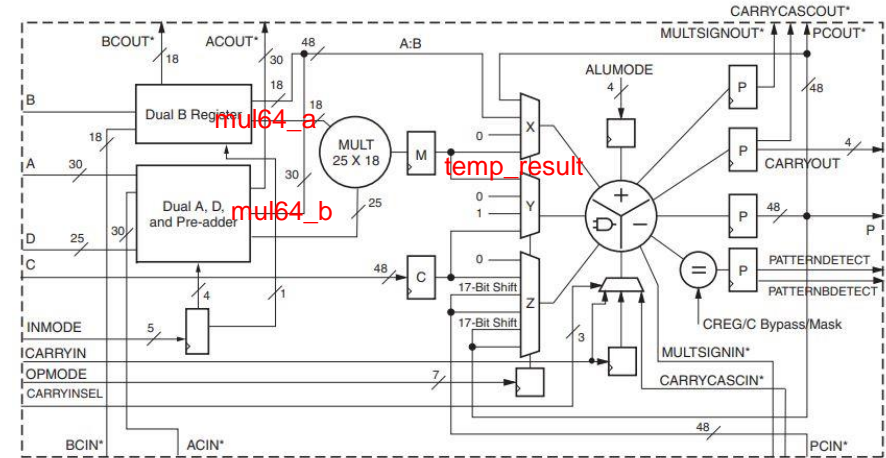 CARRYCASCOUT*
BCOUT*
ACOUT*
MULTSIGNOUT*
PCOUT*
48
A:B
18
30
18
ALUMODE
4
P
48
B
Dual B Register
mul64_a
18
X
18
MULT
25 X 18
M
0
temp_result
P
4
CARRYOUT
A
30
Dual A, D,
and Pre-adder
mul64_b
30
25
0
1
Y
P
48
P
D
25
30
C
48
C
0
17-Bit Shift
17-Bit Shift
Z
=
P
PATTERNDETECT
PATTERNBDETECT
4
1
INMODE
5
3
CREG/C Bypass/Mask
CARRYIN
MULTSIGNIN*
OPMODE
7
CARRYCASCIN*
CARRYINSEL
48
BCIN*
ACIN*
PCIN*